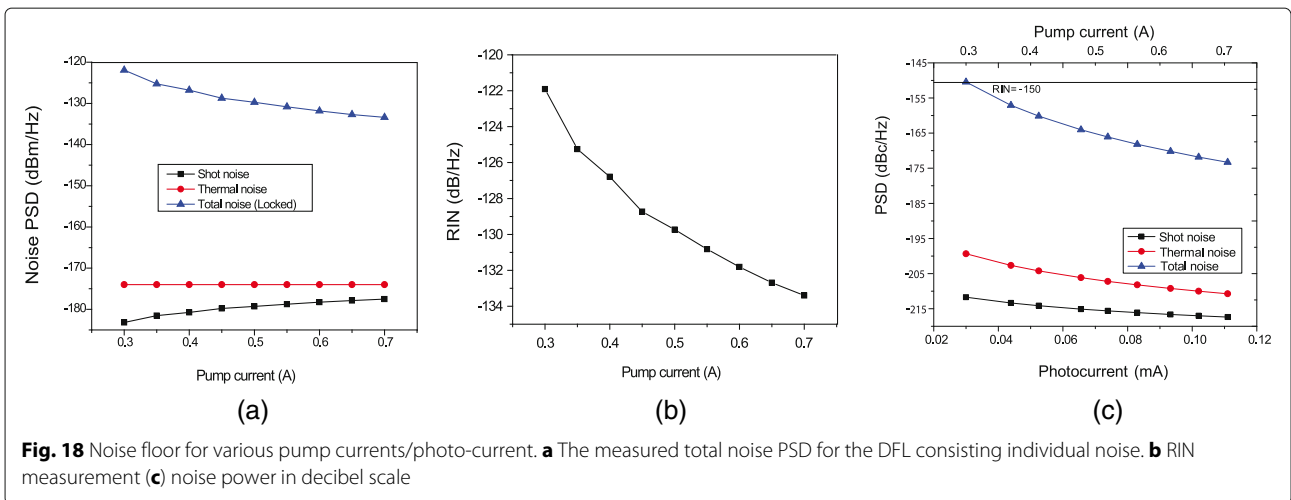 -120
-130
-140
-150
-160
-170
-180
0.3 0.4 0.5 0.6 0.7
Noise PSD (dBm/Hz)
Pump current (A)
Shot noise
Thermal noise
Total noise (Locked)
(a)
-120
-122
-124
-126
-128
-130
-132
-134
0.3 0.4 0.5 0.6 0.7
RIN (dB/Hz)
Pump current (A)
(b)
Pump current (A)
0.3 0.4 0.5 0.6 0.7
-145
-155
-165
-175
-185
-195
-205
-215
PSD (dBc/Hz)
RIN= -150
Shot noise
Thermal noise
Total noise
0.02 0.04 0.06 0.08 0.10 0.12
Photocurrent (mA)
(c)
Fig. 18 Noise floor for various pump currents/photo-current. a The measured total noise PSD for the DFL consisting individual noise. b RIN
measurement (c) noise power in decibel scale